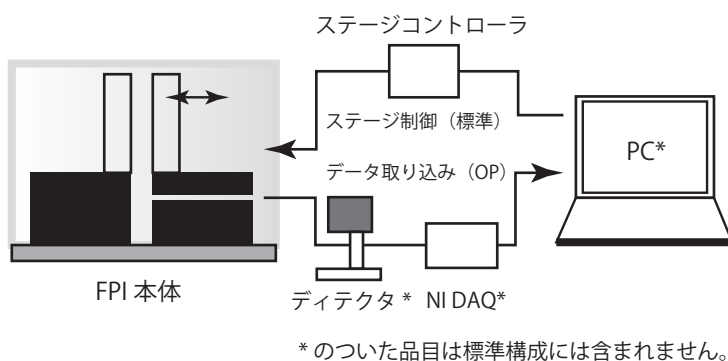 ステージコントローラ
ステージ制御（標準）
PC*
データ取り込み（OP）
FPI 本体
ディテクタ * NI DAQ*
* のついた品目は標準構成には含まれません。